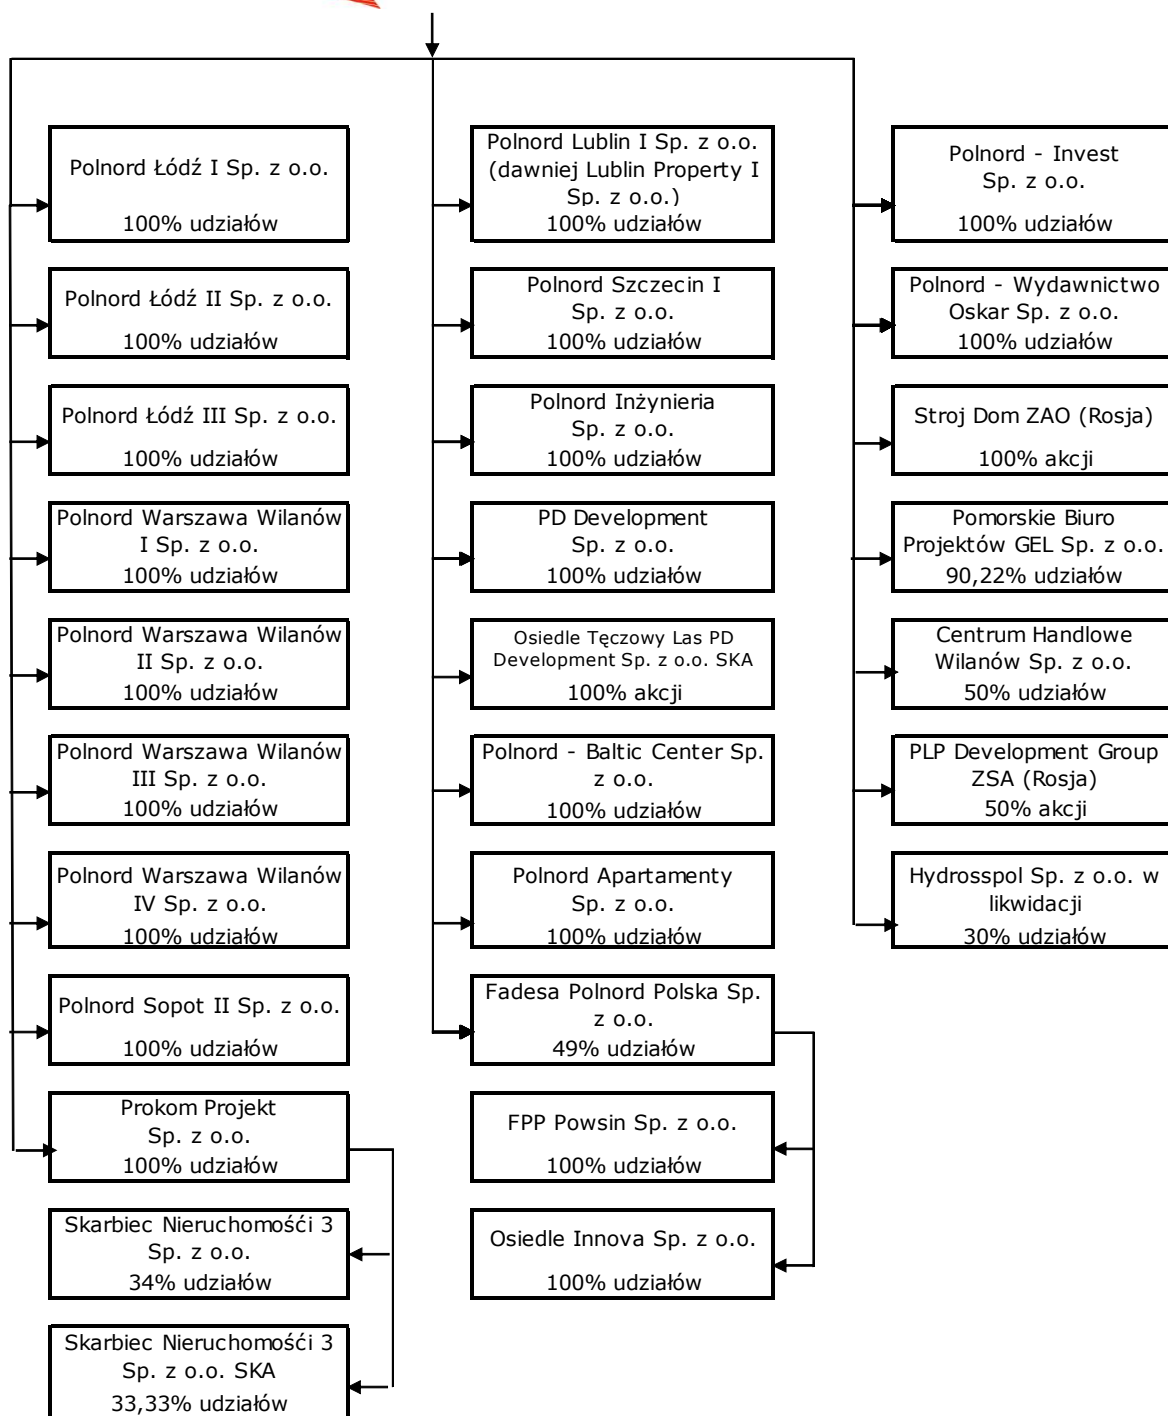 Polnord Łódź I Sp. z o.o.
100% udziałów
Polnord Łódź II Sp. z o.o.
100% udziałów
Polnord Łódź III Sp. z o.o.
100% udziałów
Polnord Warszawa Wilanów
I Sp. z o.o.
100% udziałów
Polnord Warszawa Wilanów
II Sp. z o.o.
100% udziałów
Polnord Warszawa Wilanów
III Sp. z o.o.
100% udziałów
Polnord Warszawa Wilanów
IV Sp. z o.o.
100% udziałów
Polnord Sopot II Sp. z o.o.
100% udziałów
Prokom Projekt
Sp. z o.o.
100% udziałów
Skarbiec Nieruchomośći 3
Sp. z o.o.
34% udziałów
Skarbiec Nieruchomośći 3
Sp. z o.o. SKA
33,33% udziałów
Polnord Lublin I Sp. z o.o.
(dawniej Lublin Property I
Sp. z o.o.)
100% udziałów
Polnord Szczecin I
Sp. z o.o.
100% udziałów
Polnord Inżynieria
Sp. z o.o.
100% udziałów
PD Development
Sp. z o.o.
100% udziałów
Osiedle Tęczowy Las PD
Development Sp. z o.o. SKA
100% akcji
Polnord - Baltic Center Sp.
z o.o.
100% udziałów
Polnord Apartamenty
Sp. z o.o.
100% udziałów
Fadesa Polnord Polska Sp.
z o.o.
49% udziałów
FPP Powsin Sp. z o.o.
100% udziałów
Osiedle Innova Sp. z o.o.
100% udziałów
Polnord - Invest
Sp. z o.o.
100% udziałów
Polnord - Wydawnictwo
Oskar Sp. z o.o.
100% udziałów
Stroj Dom ZAO (Rosja)
100% akcji
Pomorskie Biuro
Projektów GEL Sp. z o.o.
90,22% udziałów
Centrum Handlowe
Wilanów Sp. z o.o.
50% udziałów
PLP Development Group
ZSA (Rosja)
50% akcji
Hydrosspol Sp. z o.o. w
likwidacji
30% udziałów